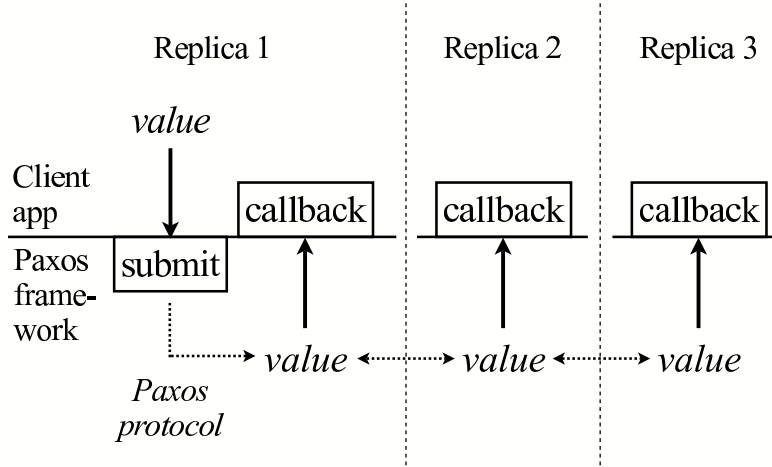 Replica 1
Replica 2
Replica 3
value
Client
app
callback
callback
callback
submit
Paxos
frame-
work
value
value
value
Paxos
protocol